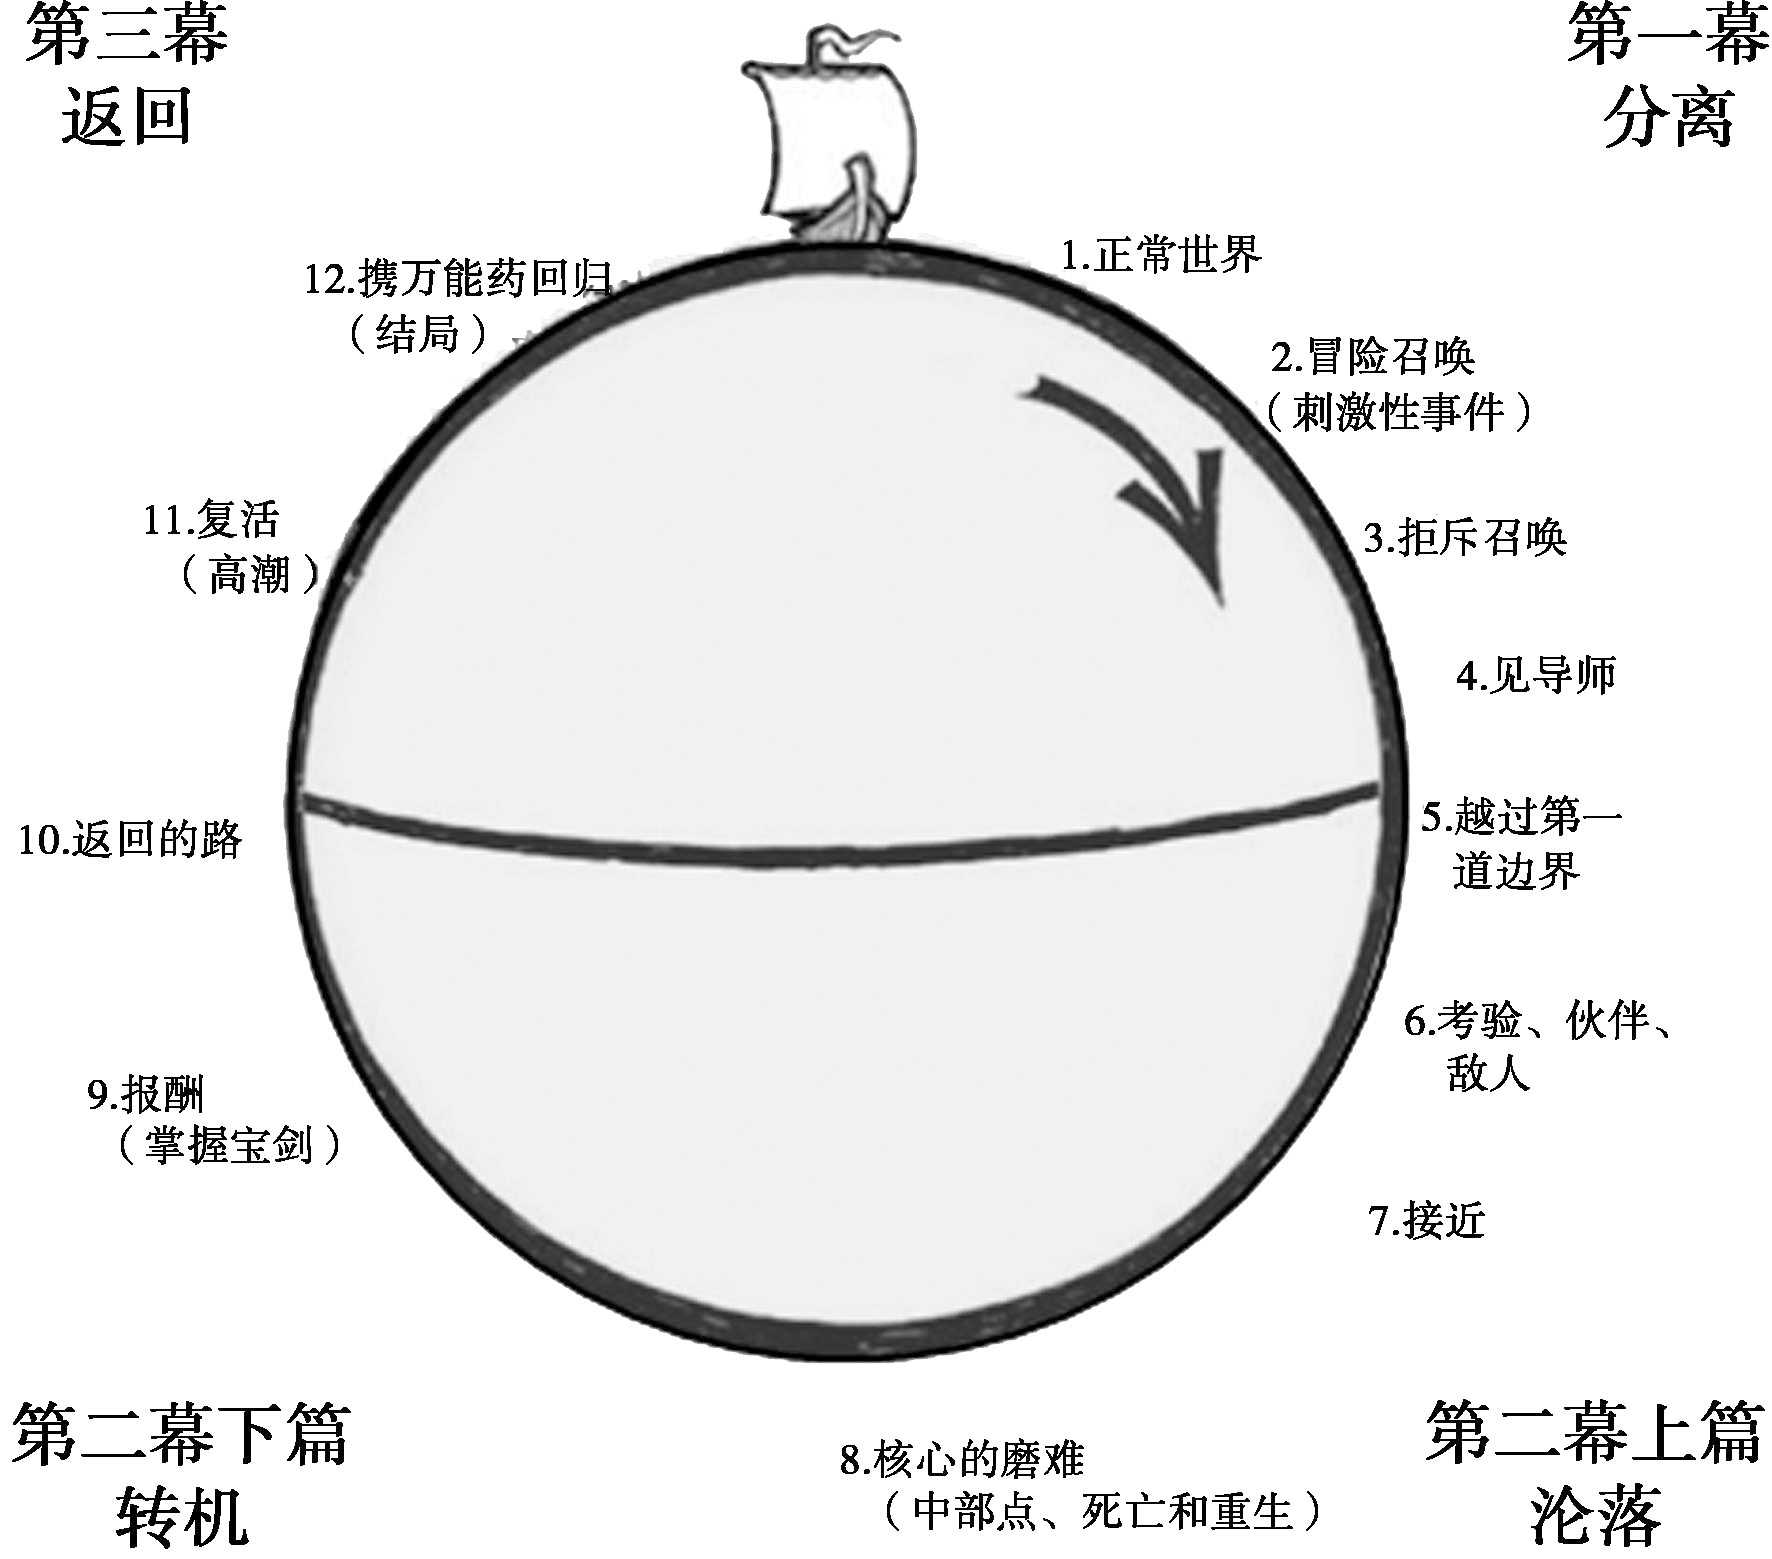 第三幕
返回
第一幕
分离
1.正常世界
2.冒险召唤
（刺激性事件）
3.拒斥召唤
4.见导师
5.越过第一
道边界
6.考验、伙伴、
敌人
7.接近
8.核心的磨难
（中部点、死亡和重生）
9.报酬
（掌握宝剑）
10.返回的路
11.复活
（高潮）
12.携万能药回归
（结局）
第二幕下篇
转机
第二幕上篇
沦落